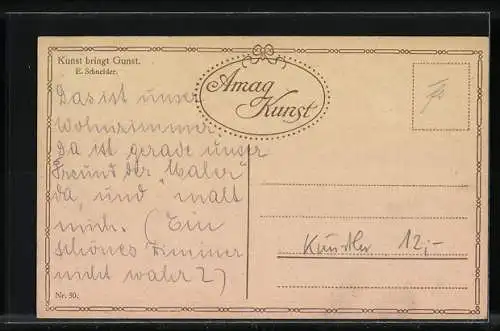 Kunst bringt Gunst.
E. Schneider.
Amag
Kunst
Das ist unser
Wohnzimmer.
Da ist gerade unser
Freund "der Maler"
da, und malt
mich. (Ein
schönes Zimmer
nicht wahr?)
Künstler 12,-
Nr. 30.